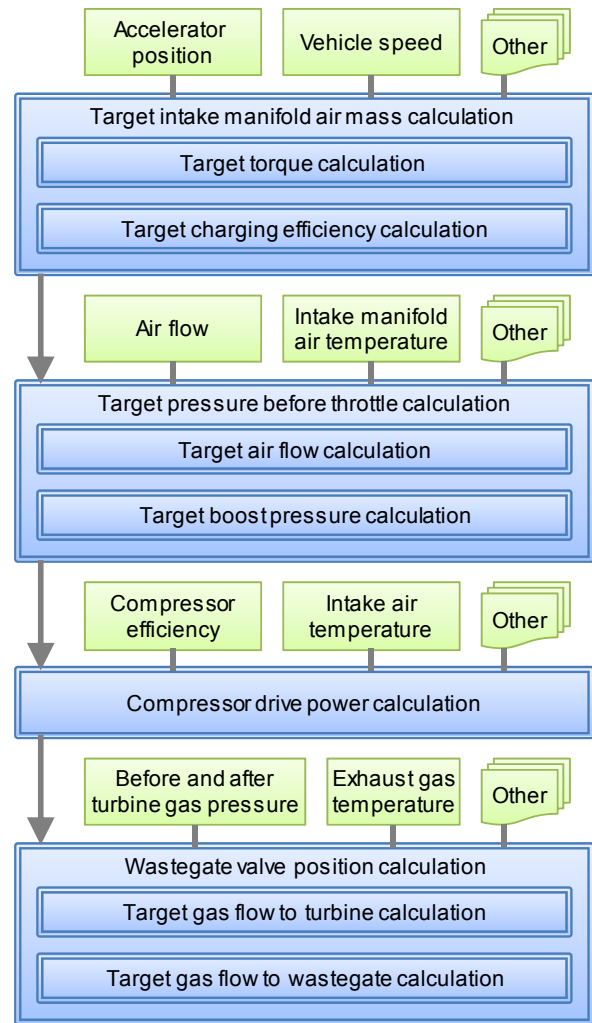 Accelerator
position
Vehicle speed
Other
Target intake manifold air mass calculation
Target torque calculation
Target charging efficiency calculation
Air flow
Intake manifold
air temperature
Other
Target pressure before throttle calculation
Target air flow calculation
Target boost pressure calculation
Compressor
efficiency
Intake air
temperature
Other
Compressor drive power calculation
Before and after
turbine gas pressure
Exhaust gas
temperature
Other
Wastegate valve position calculation
Target gas flow to turbine calculation
Target gas flow to wastegate calculation